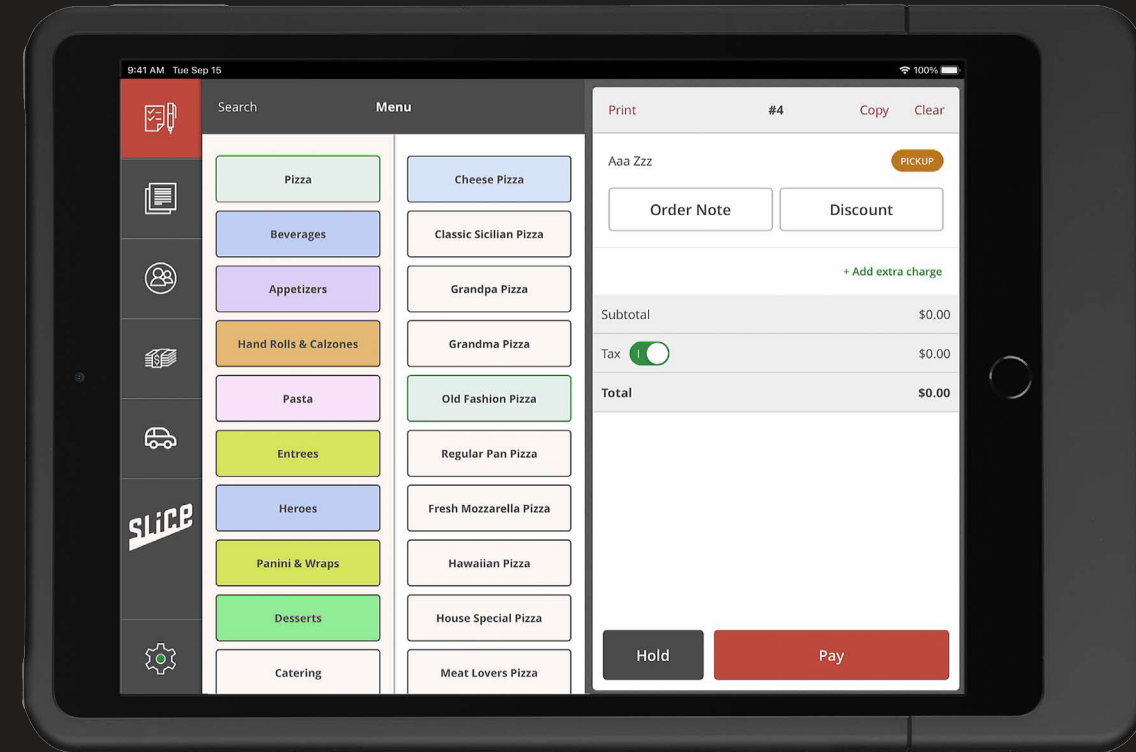 9:41 AM Tue Sep 15
100%
Search
Menu
Pizza
Beverages
Appetizers
Hand Rolls & Calzones
Pasta
Entrees
Heroes
Panini & Wraps
Desserts
Catering
Cheese Pizza
Classic Sicilian Pizza
Grandpa Pizza
Grandma Pizza
Old Fashion Pizza
Regular Pan Pizza
Fresh Mozzarella Pizza
Hawaiian Pizza
House Special Pizza
Meat Lovers Pizza
SLiCE
Print #4 Copy Clear
Aaa Zzz PICKUP
Order Note Discount
+ Add extra charge
Subtotal $0.00
Tax $0.00
Total $0.00
Hold Pay